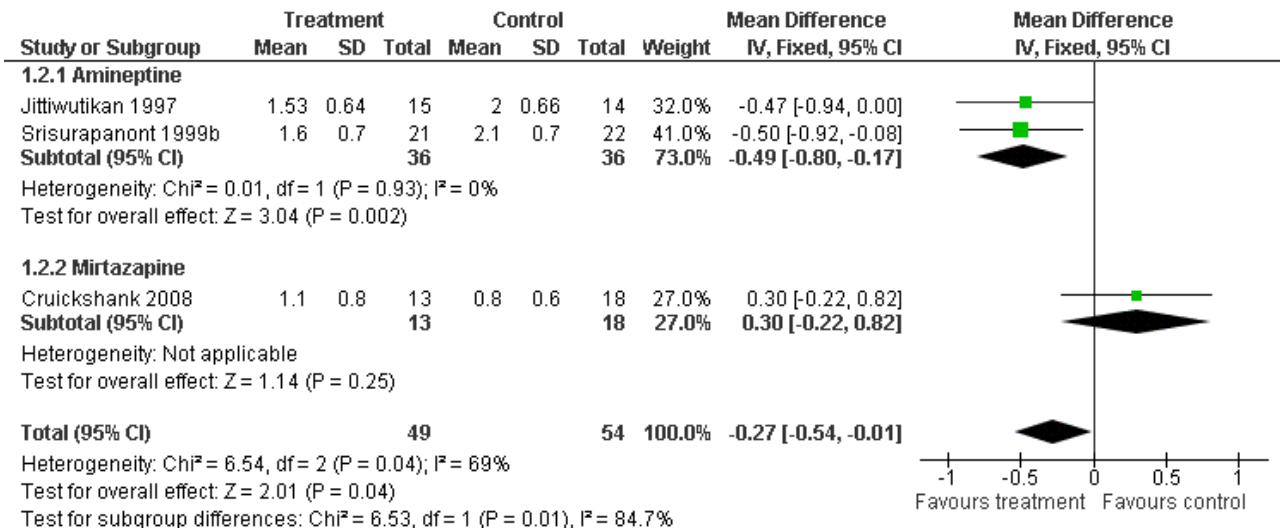 Treatment Control Mean Difference Mean Difference
Study or Subgroup Mean SD Total Mean SD Total Weight IV, Fixed, 95% CI IV, Fixed, 95% CI
1.2.1 Amineptine
Jittiwutikan 1997 1.53 0.64 15 2 0.66 14 32.0% -0.47 [-0.94, 0.00]
Srisurapanont 1999b 1.6 0.7 21 2.1 0.7 22 41.0% -0.50 [-0.92, -0.08]
Subtotal (95% CI) 36 36 73.0% -0.49 [-0.80, -0.17]
Heterogeneity: Chi² = 0.01, df = 1 (P = 0.93); I² = 0%
Test for overall effect: Z = 3.04 (P = 0.002)
1.2.2 Mirtazapine
Cruickshank 2008 1.1 0.8 13 0.8 0.6 18 27.0% 0.30 [-0.22, 0.82]
Subtotal (95% CI) 13 18 27.0% 0.30 [-0.22, 0.82]
Heterogeneity: Not applicable
Test for overall effect: Z = 1.14 (P = 0.25)
Total (95% CI) 49 54 100.0% -0.27 [-0.54, -0.01]
Heterogeneity: Chi² = 6.54, df = 2 (P = 0.04); I² = 69%
Test for overall effect: Z = 2.01 (P = 0.04)
Test for subgroup differences: Chi² = 6.53, df = 1 (P = 0.01), I² = 84.7%
-1 -0.5 0 0.5 1
Favours treatment Favours control